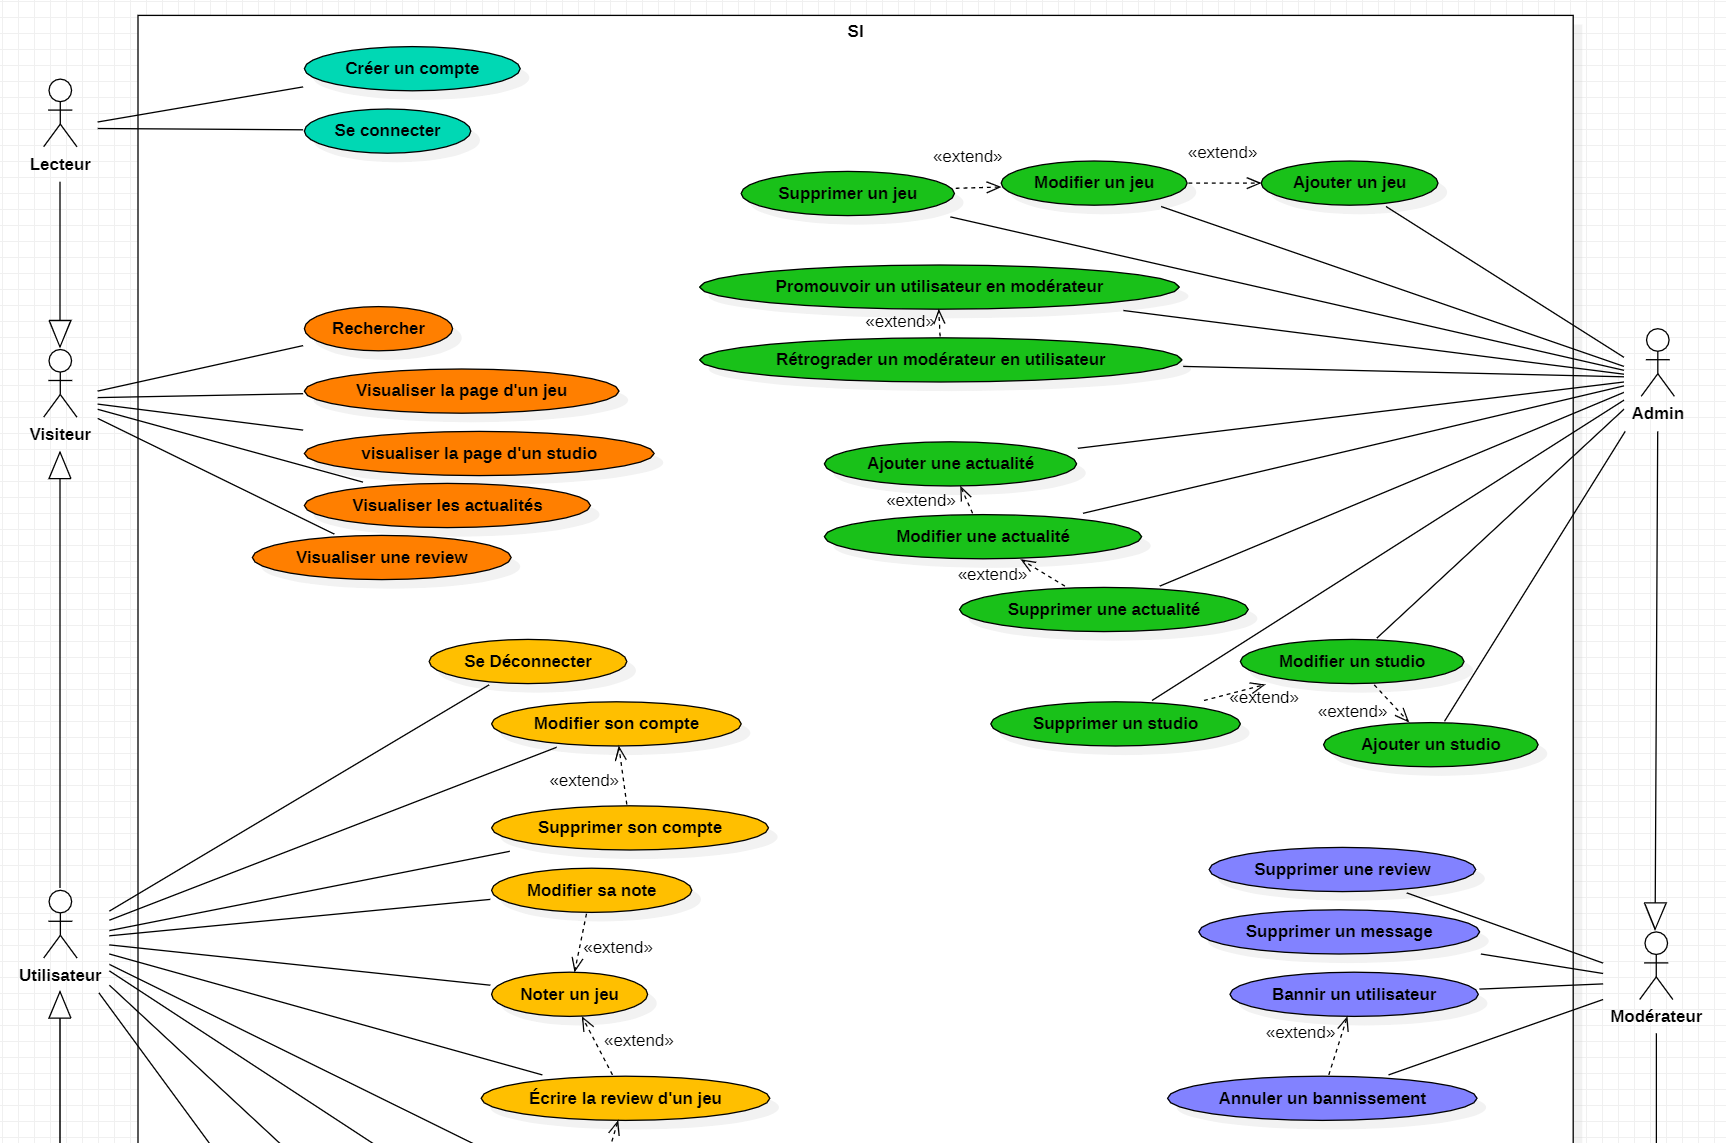 SI
Créer un compte
Se connecter
Lecteur
«extend»
«extend»
Supprimer un jeu
Modifier un jeu
Ajouter un jeu
Promouvoir un utilisateur en modérateur
«extend»
Rétrograder un modérateur en utilisateur
Rechercher
Visualiser la page d'un jeu
visualiser la page d'un studio
Visualiser les actualités
Visualiser une review
Visiteur
Admin
Ajouter une actualité
«extend»
Modifier une actualité
«extend»
Supprimer une actualité
Modifier un studio
«extend»
«extend»
Supprimer un studio
Ajouter un studio
Se Déconnecter
Modifier son compte
«extend»
Supprimer son compte
Modifier sa note
«extend»
Utilisateur
Noter un jeu
«extend»
Écrire la review d'un jeu
Supprimer une review
Supprimer un message
Bannir un utilisateur
Modérateur
«extend»
Annuler un bannissement